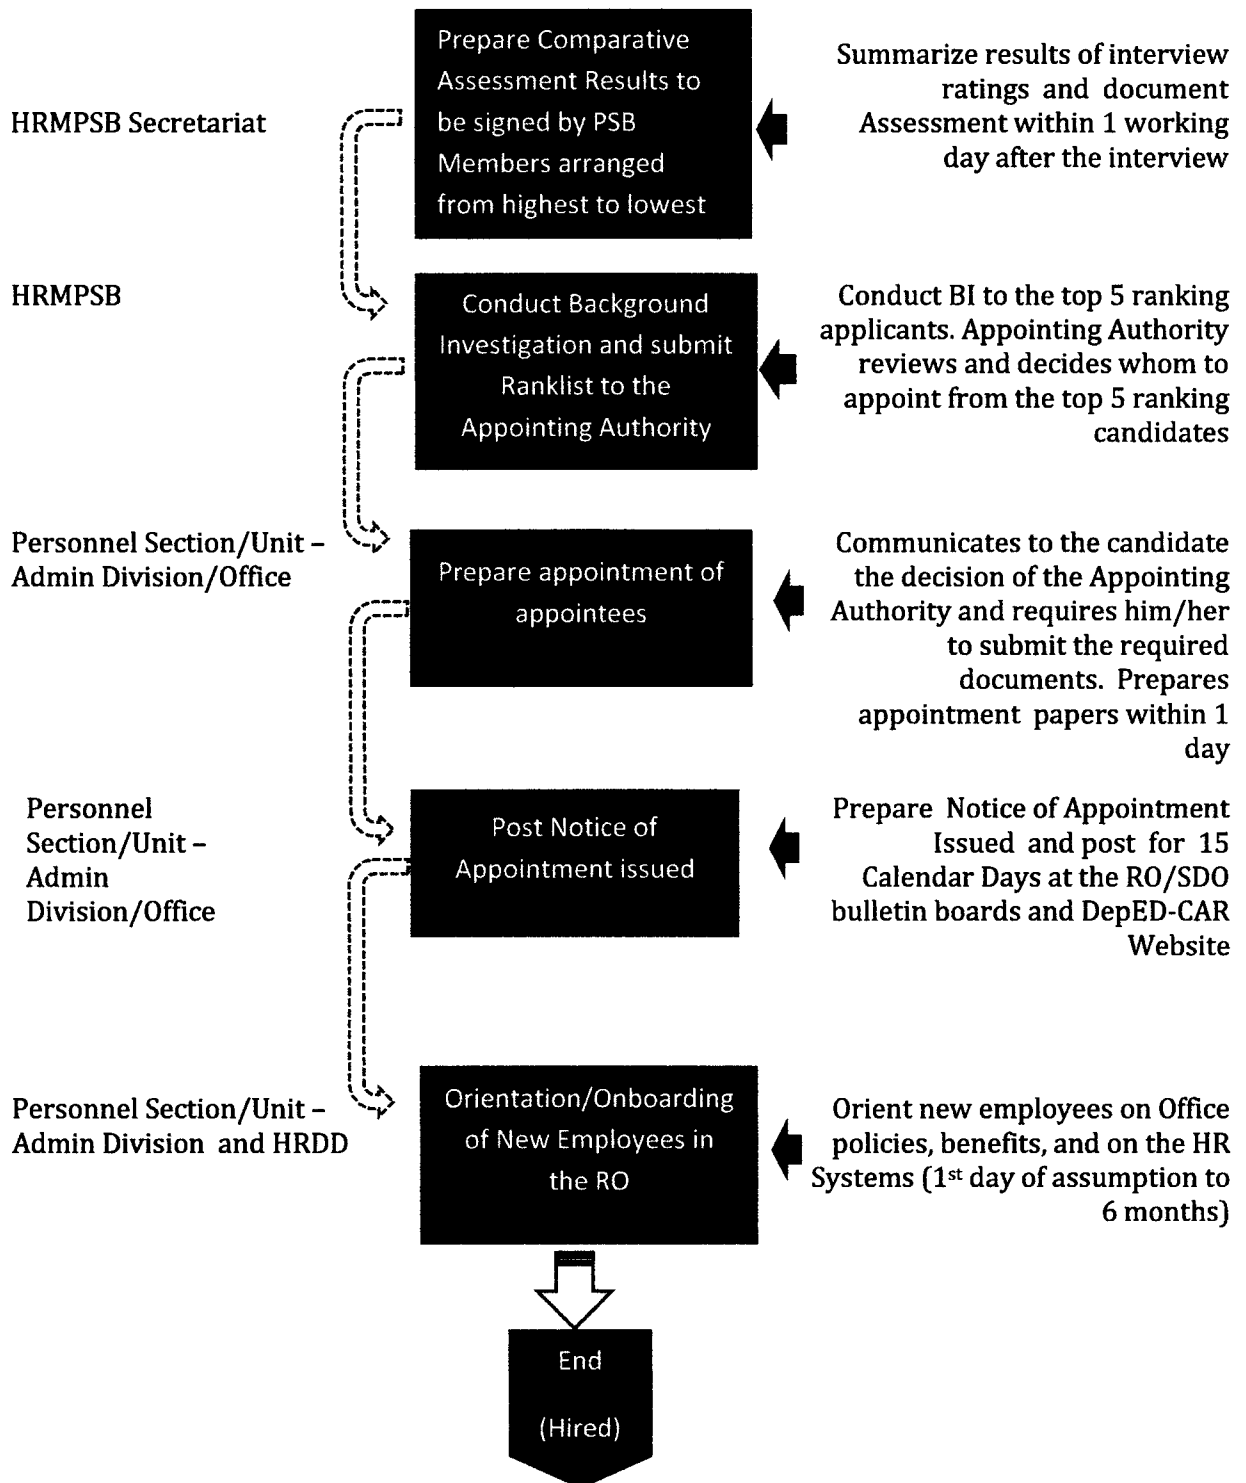 HRMPSB Secretariat
Prepare Comparative
Assessment Results to
be signed by PSB
Members arranged
from highest to lowest
Summarize results of interview
ratings and document
Assessment within 1 working
day after the interview
HRMPSB
Conduct Background
Investigation and submit
Ranklist to the
Appointing Authority
Conduct BI to the top 5 ranking
applicants. Appointing Authority
reviews and decides whom to
appoint from the top 5 ranking
candidates
Personnel Section/Unit –
Admin Division/Office
Prepare appointment of
appointees
Communicates to the candidate
the decision of the Appointing
Authority and requires him/her
to submit the required
documents. Prepares
appointment papers within 1
day
Personnel
Section/Unit –
Admin
Division/Office
Post Notice of
Appointment issued
Prepare Notice of Appointment
Issued and post for 15
Calendar Days at the RO/SDO
bulletin boards and DepED-CAR
Website
Personnel Section/Unit –
Admin Division and HRDD
Orientation/Onboarding
of New Employees in
the RO
Orient new employees on Office
policies, benefits, and on the HR
Systems (1st day of assumption to
6 months)
End
(Hired)